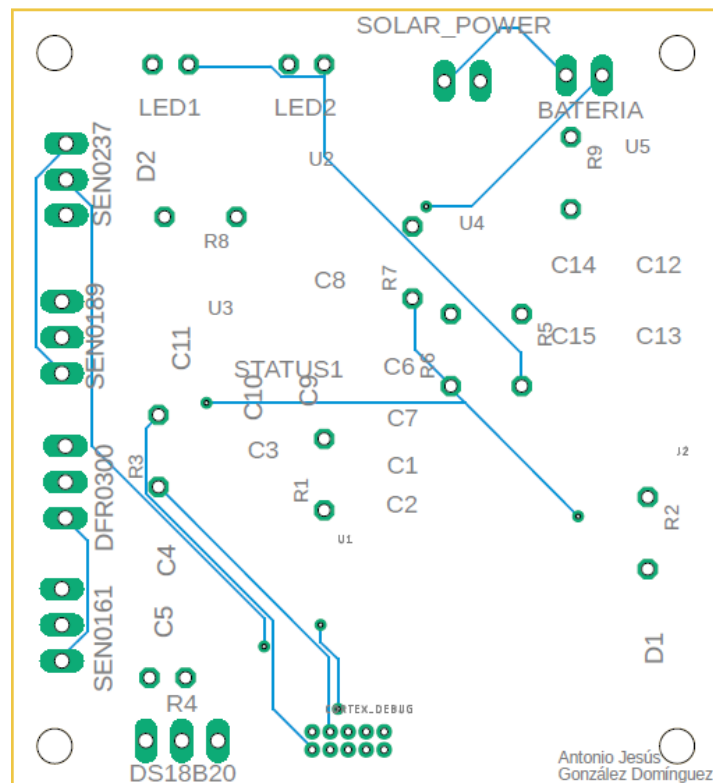 SOLAR_POWER
LED1
LED2
BATERIA
SEN0237
D2
U2
R9
U5
R8
U4
C8
R7
C14
C12
SEN0189
U3
C11
R5
C15
C13
STATUS1
C6
R6
C10
C9
C7
C3
J2
DFR0300
R3
R1
C1
C2
R2
U1
C4
C5
SEN0161
D1
R4
RTEX_DEBUG
DS18B20
Antonio Jesús
González Domínguez